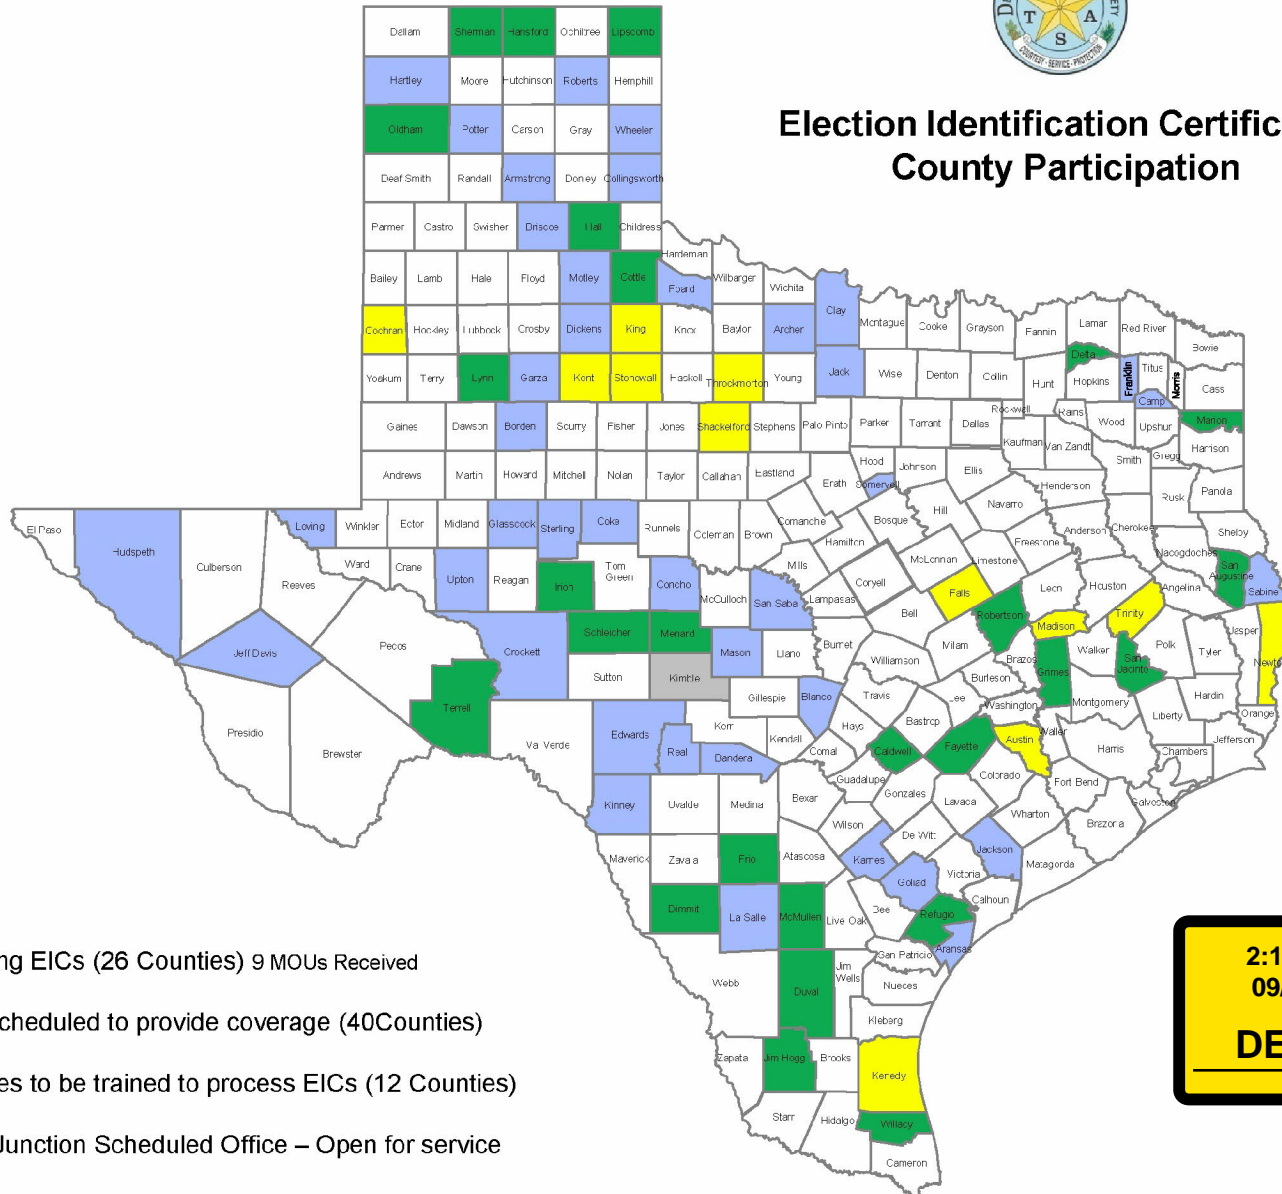 T A
S
COURTESY · SERVICE · PROTECTION
Election Identification Certific
County Participation
Dallam Sherman Hansford Ochiltree Lipscomb
Hartley Moore Hutchinson Roberts Hemphill
Oldham Potter Carson Gray Wheeler
Deaf Smith Randall Armstrong Donley Collingsworth
Parmer Castro Swisher Briscoe Hall Childress
Hardeman
Bailey Lamb Hale Floyd Motley Cottle Foard Wilbarger Wichita Clay
Montague Cooke Grayson Fannin Lamar Red River Bowie
Cochran Hockley Lubbock Crosby Dickens King Knox Baylor Archer
Delta Franklin Titus Morris Cass
Yoakum Terry Lynn Garza Kent Stonewall Haskell Throckmorton Young Jack Wise Denton Collin Hunt Hopkins Camp
Rockwall Rains Wood Upshur Marion
Gaines Dawson Borden Scurry Fisher Jones Shackelford Stephens Palo Pinto Parker Tarrant Dallas
Kaufman Van Zandt Smith Gregg Harrison
Andrews Martin Howard Mitchell Nolan Taylor Callahan Eastland Erath Hood Somervell Johnson Ellis
Henderson Rusk Panola
El Paso Hudspeth Culberson Reeves Loving Winkler Ector Midland Glasscock Sterling Coke Runnels Coleman Brown Comanche Bosque Hill Navarro
Hamilton Freestone Anderson Cherokee Nacogdoches Shelby
Ward Crane Upton Reagan Irion Tom
Green Concho McCulloch San Saba Mills Lampasas Coryell McLennan Limestone
Leon Houston Angelina San
Augustine Sabine
Falls Robertson Madison Trinity
Jeff Davis Pecos Crockett Schleicher Menard Mason Llano Burnet Bell Milam
Brazos Grimes Walker San
Jacinto Polk Tyler Jasper Newto
Presidio Brewster Terrell Sutton Kimble Gillespie Blanco Williamson Burleson
Travis Lee Washington Montgomery Hardin Liberty Orange
Val Verde Edwards Real Kerr Bandera Kendall Hays Comal Caldwell Bastrop Fayette Austin Waller Harris Chambers Jefferson
Kinney Uvalde Medina Bexar Guadalupe Gonzales Lavaca Colorado Fort Bend Galveston
Wilson De Witt Wharton Brazoria
Maverick Zavala Frio Atascosa Karnes Goliad Victoria Jackson Matagorda
Dimmit La Salle McMullen Live Oak Bee Refugio Calhoun
Aransas
San Patricio
Webb Duval Jim
Wells Nueces
Kleberg
Zapata Jim Hogg Brooks Kenedy
Starr Hidalgo Willacy
Cameron
ng EICs (26 Counties) 9 MOUs Received
cheduled to provide coverage (40Counties)
es to be trained to process EICs (12 Counties)
Junction Scheduled Office – Open for service
2:1
09/
DE